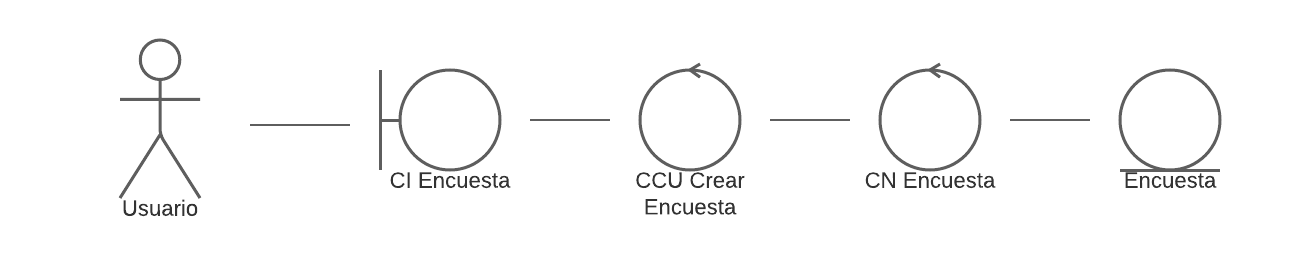 Usuario
CI Encuesta
CCU Crear
Encuesta
CN Encuesta
Encuesta